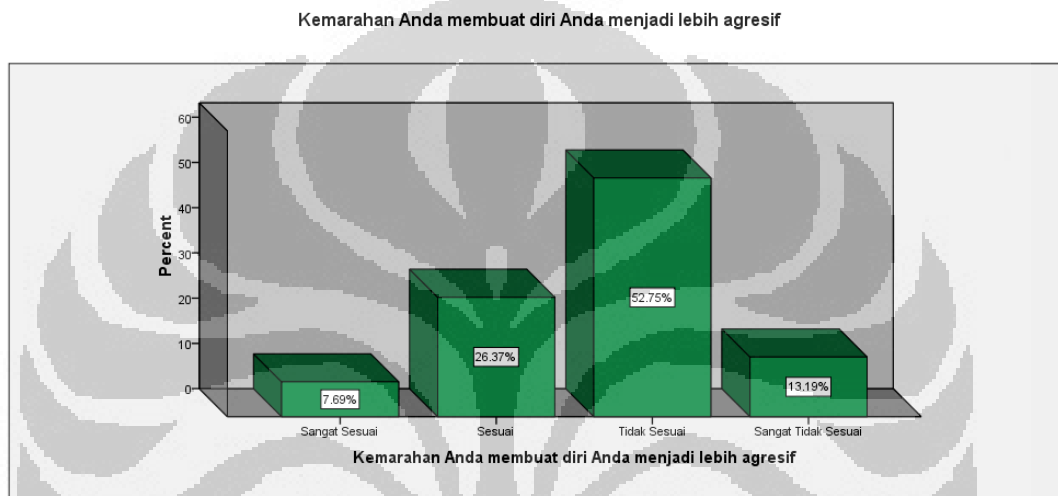 Kemarahan Anda membuat diri Anda menjadi lebih agresif
60
50
40
30
20
10
0
Percent
7.69%
26.37%
52.75%
13.19%
Sangat Sesuai
Sesuai
Tidak Sesuai
Sangat Tidak Sesuai
Kemarahan Anda membuat diri Anda menjadi lebih agresif